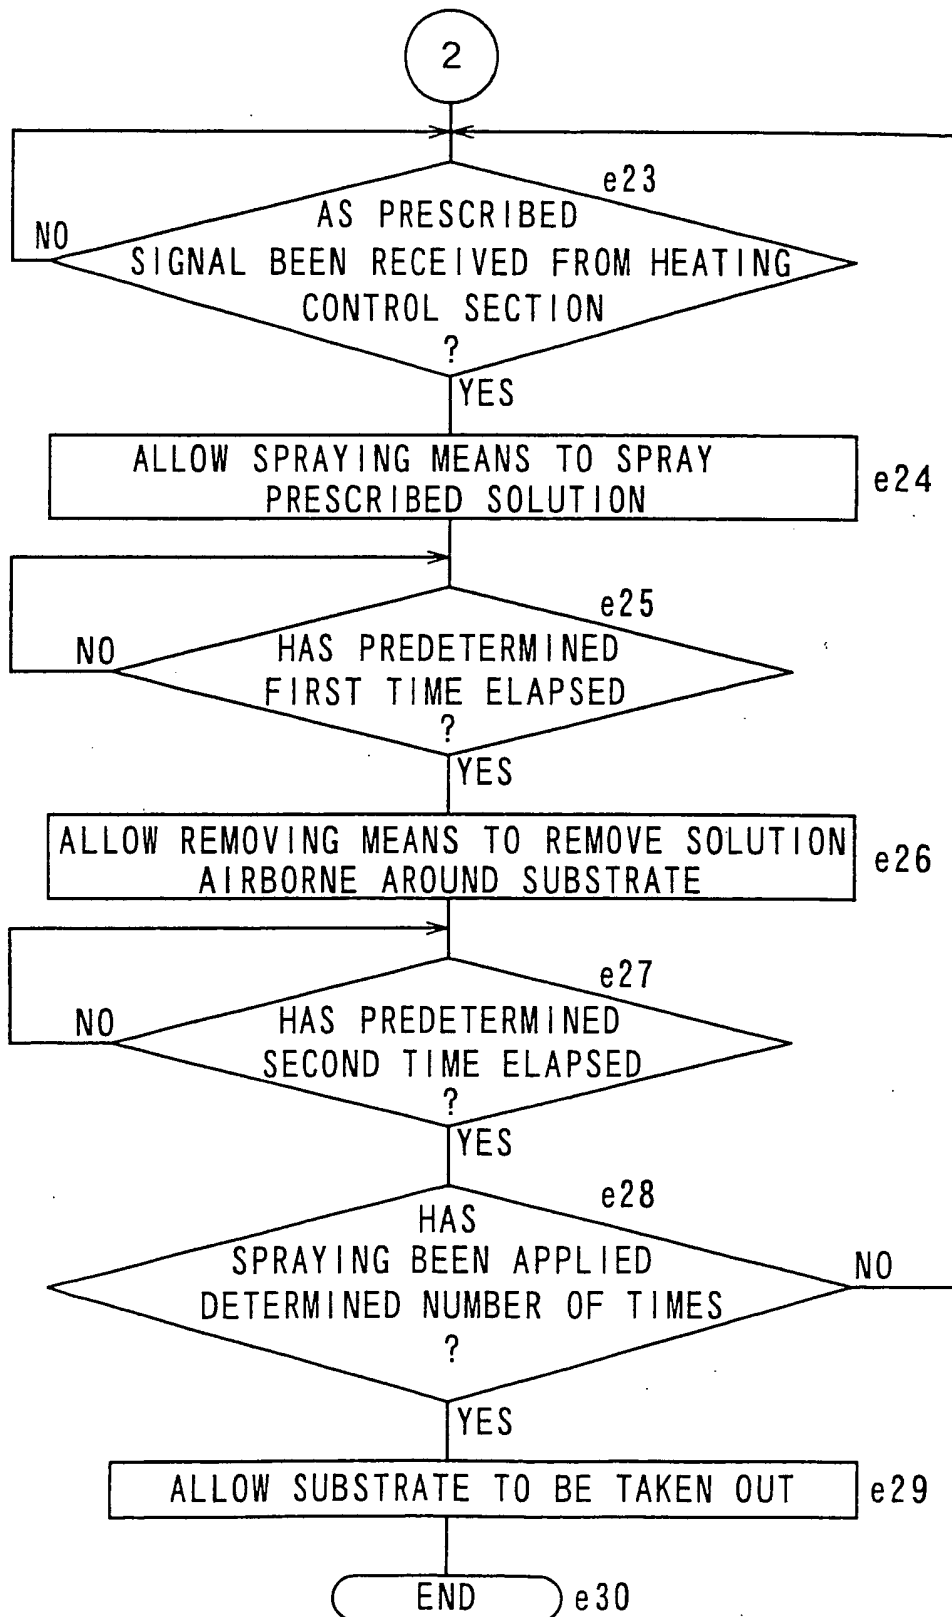 2
e23
AS PRESCRIBED
NO
SIGNAL BEEN RECEIVED FROM HEATING
CONTROL SECTION
?
YES
ALLOW SPRAYING MEANS TO SPRAY
PRESCRIBED SOLUTION
e24
e25
NO
HAS PREDETERMINED
FIRST TIME ELAPSED
?
YES
ALLOW REMOVING MEANS TO REMOVE SOLUTION
AIRBORNE AROUND SUBSTRATE
e26
e27
NO
HAS PREDETERMINED
SECOND TIME ELAPSED
?
YES
e28
HAS
SPRAYING BEEN APPLIED
NO
DETERMINED NUMBER OF TIMES
?
YES
ALLOW SUBSTRATE TO BE TAKEN OUT
e29
END
e30